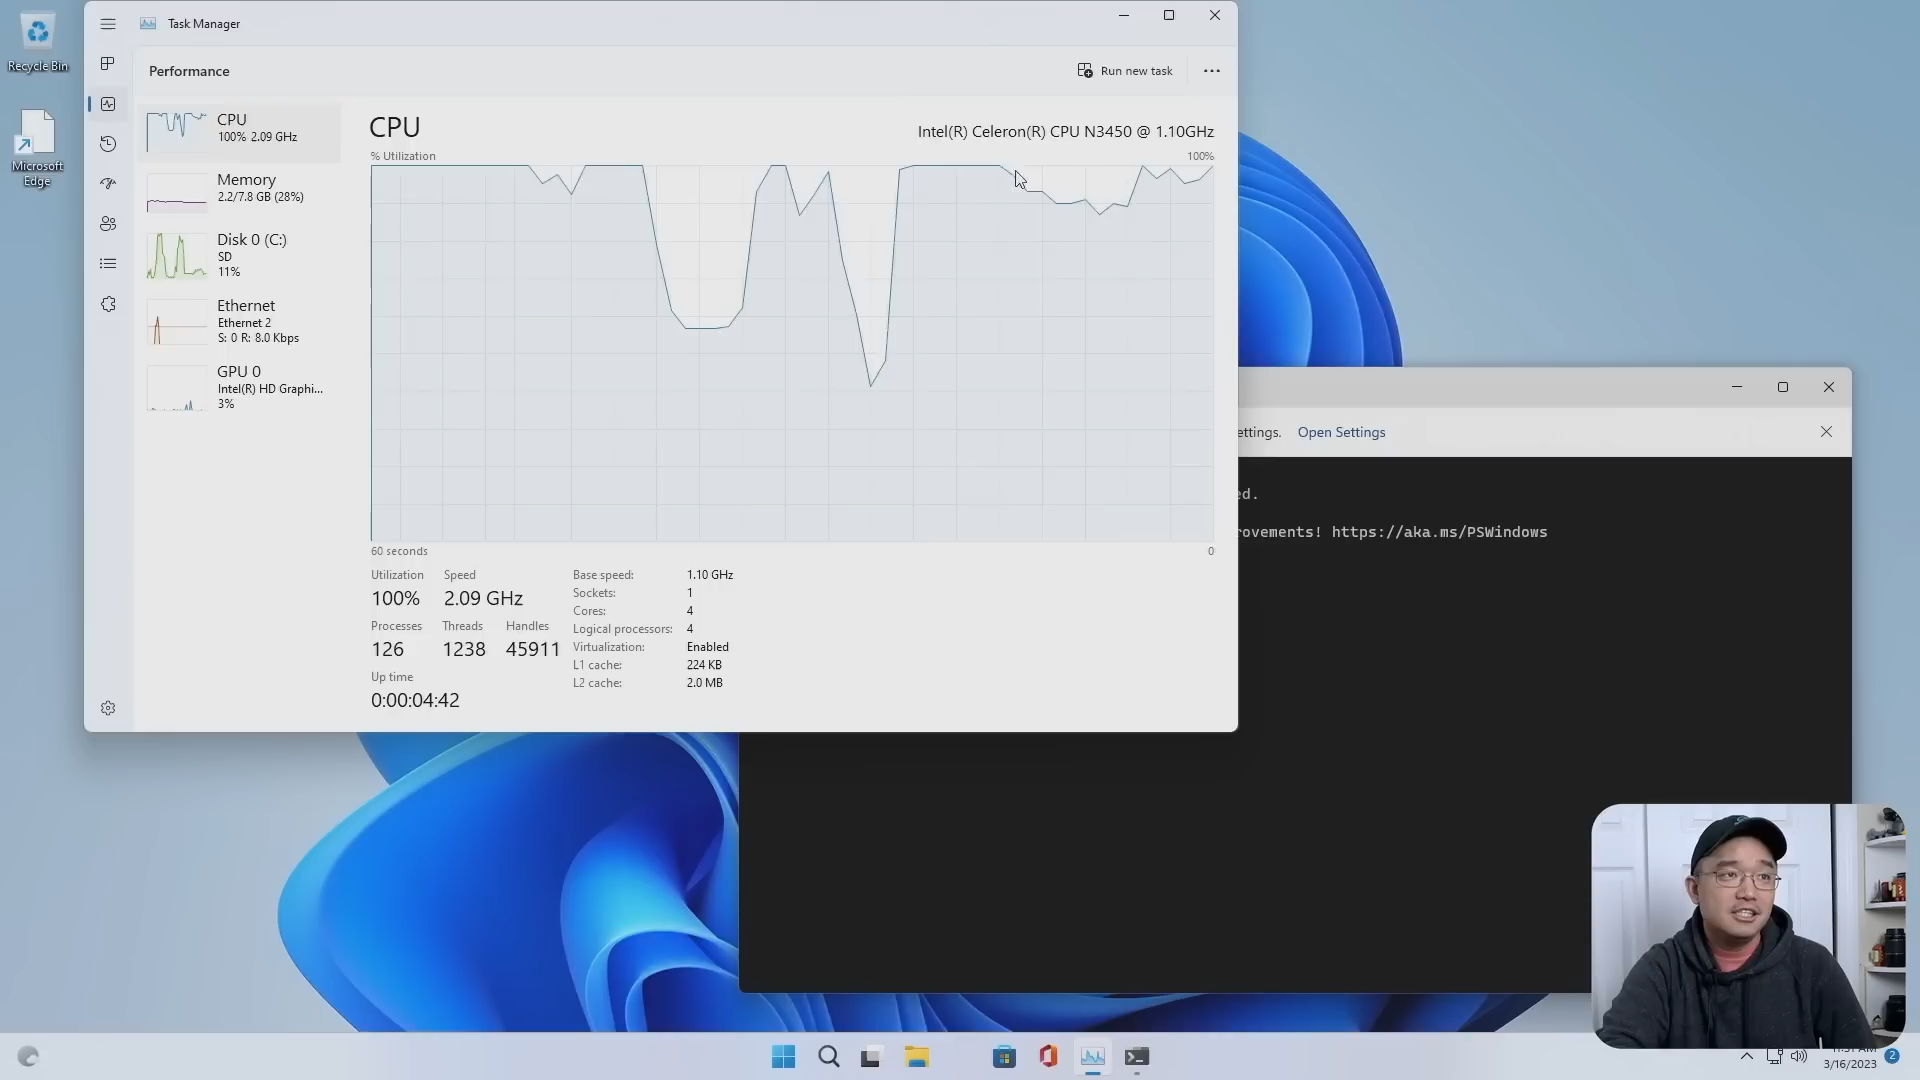 Recycle Bin
Microsoft
Edge
Task Manager
Performance
Run new task
CPU
100% 2.09 GHz
Memory
2.2/7.8 GB (28%)
Disk 0 (C:)
SD
11%
Ethernet
Ethernet 2
S: 0 R: 8.0 Kbps
GPU 0
Intel(R) HD Graphi...
3%
CPU
Intel(R) Celeron(R) CPU N3450 @ 1.10GHz
% Utilization
100%
60 seconds
0
Utilization
Speed
100%
2.09 GHz
Processes
Threads
Handles
126
1238
45911
Up time
0:00:04:42
Base speed:
1.10 GHz
Sockets:
1
Cores:
4
Logical processors:
4
Virtualization:
Enabled
L1 cache:
224 KB
L2 cache:
2.0 MB
ettings. Open Settings
ed.
rovements! https://aka.ms/PSWindows
3/16/2023
2